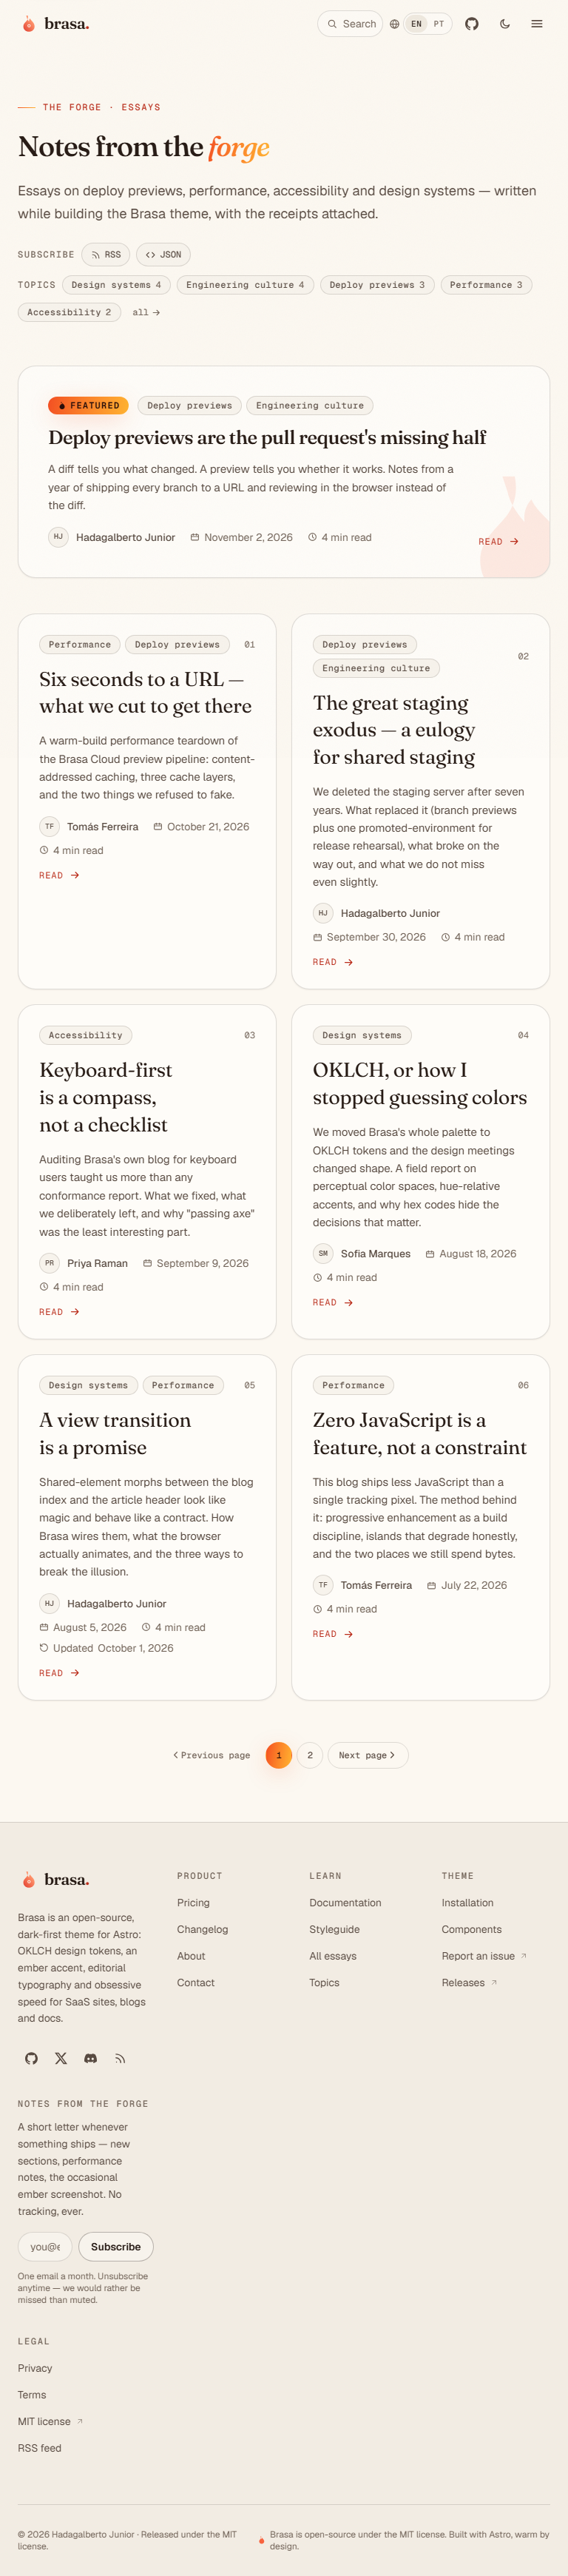 brasa.
Search
EN PT
THE FORGE · ESSAYS
Notes from the forge
Essays on deploy previews, performance, accessibility and design systems — written
while building the Brasa theme, with the receipts attached.
SUBSCRIBE RSS JSON
TOPICS Design systems 4 Engineering culture 4 Deploy previews 3 Performance 3
Accessibility 2 all →
FEATURED Deploy previews Engineering culture
Deploy previews are the pull request's missing half
A diff tells you what changed. A preview tells you whether it works. Notes from a
year of shipping every branch to a URL and reviewing in the browser instead of
the diff.
HJ Hadagalberto Junior November 2, 2026 4 min read
READ →
Performance Deploy previews 01
Six seconds to a URL —
what we cut to get there
A warm-build performance teardown of
the Brasa Cloud preview pipeline: content-
addressed caching, three cache layers,
and the two things we refused to fake.
TF Tomás Ferreira October 21, 2026
4 min read
READ →
Deploy previews
Engineering culture
02
The great staging
exodus — a eulogy
for shared staging
We deleted the staging server after seven
years. What replaced it (branch previews
plus one promoted-environment for
release rehearsal), what broke on the
way out, and what we do not miss
even slightly.
HJ Hadagalberto Junior
September 30, 2026 4 min read
READ →
Accessibility 03
Keyboard-first
is a compass,
not a checklist
Auditing Brasa's own blog for keyboard
users taught us more than any
conformance report. What we fixed, what
we deliberately left, and why "passing axe"
was the least interesting part.
PR Priya Raman September 9, 2026
4 min read
READ →
Design systems 04
OKLCH, or how I
stopped guessing colors
We moved Brasa's whole palette to
OKLCH tokens and the design meetings
changed shape. A field report on
perceptual color spaces, hue-relative
accents, and why hex codes hide the
decisions that matter.
SM Sofia Marques August 18, 2026
4 min read
READ →
Design systems Performance 05
A view transition
is a promise
Shared-element morphs between the blog
index and the article header look like
magic and behave like a contract. How
Brasa wires them, what the browser
actually animates, and the three ways to
break the illusion.
HJ Hadagalberto Junior
August 5, 2026 4 min read
Updated October 1, 2026
READ →
Performance 06
Zero JavaScript is a
feature, not a constraint
This blog ships less JavaScript than a
single tracking pixel. The method behind
it: progressive enhancement as a build
discipline, islands that degrade honestly,
and the two places we still spend bytes.
TF Tomás Ferreira July 22, 2026
4 min read
READ →
Previous page 1 2 Next page
brasa.
Brasa is an open-source,
dark-first theme for Astro:
OKLCH design tokens, an
ember accent, editorial
typography and obsessive
speed for SaaS sites, blogs
and docs.
NOTES FROM THE FORGE
A short letter whenever
something ships — new
sections, performance
notes, the occasional
ember screenshot. No
tracking, ever.
you@e Subscribe
One email a month. Unsubscribe
anytime — we would rather be
missed than muted.
PRODUCT
Pricing
Changelog
About
Contact
LEARN
Documentation
Styleguide
All essays
Topics
THEME
Installation
Components
Report an issue ↗
Releases ↗
LEGAL
Privacy
Terms
MIT license ↗
RSS feed
© 2026 Hadagalberto Junior · Released under the MIT
license.
Brasa is open-source under the MIT license. Built with Astro, warm by
design.